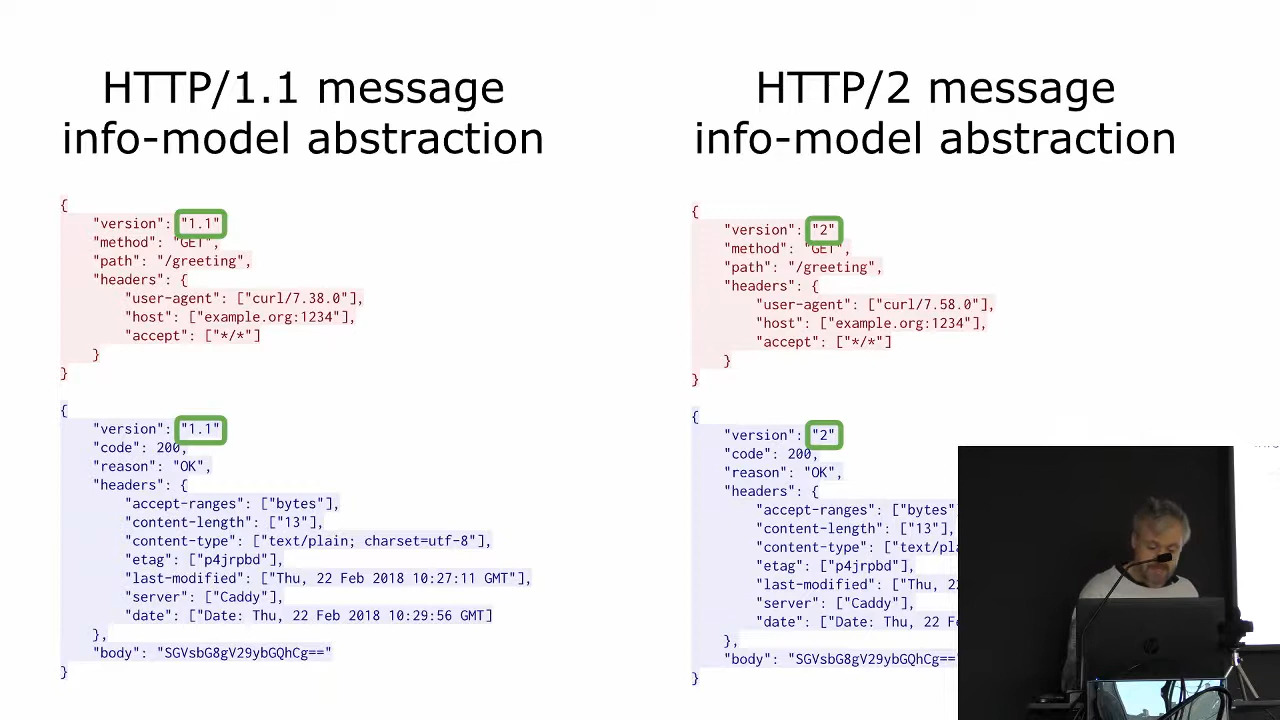 HTTP/1.1 message
info-model abstraction
{
"version": "1.1"
"method": "GET",
"path": "/greeting",
"headers": {
"user-agent": ["curl/7.38.0"],
"host": ["example.org:1234"],
"accept": ["*/*"]
}
}
{
"version": "1.1"
"code": 200,
"reason": "OK",
"headers": {
"accept-ranges": ["bytes"],
"content-length": ["13"],
"content-type": ["text/plain; charset=utf-8"],
"etag": ["p4jrpbd"],
"last-modified": ["Thu, 22 Feb 2018 10:27:11 GMT"],
"server": ["Caddy"],
"date": ["Date: Thu, 22 Feb 2018 10:29:56 GMT]
},
"body": "SGVsbG8gV29ybGQhCg=="
}
HTTP/2 message
info-model abstraction
{
"version": "2"
"method": "GET",
"path": "/greeting",
"headers": {
"user-agent": ["curl/7.58.0"],
"host": ["example.org:1234"],
"accept": ["*/*"]
}
}
{
"version": "2"
"code": 200,
"reason": "OK",
"headers": {
"accept-ranges": ["bytes"
"content-length": ["13"],
"content-type": ["text/pla
"etag": ["p4jrpbd"],
"last-modified": ["Thu, 2
"server": ["Caddy"],
"date": ["Date: Thu, 22 F
},
"body": "SGVsbG8gV29ybGQhCg=="
}